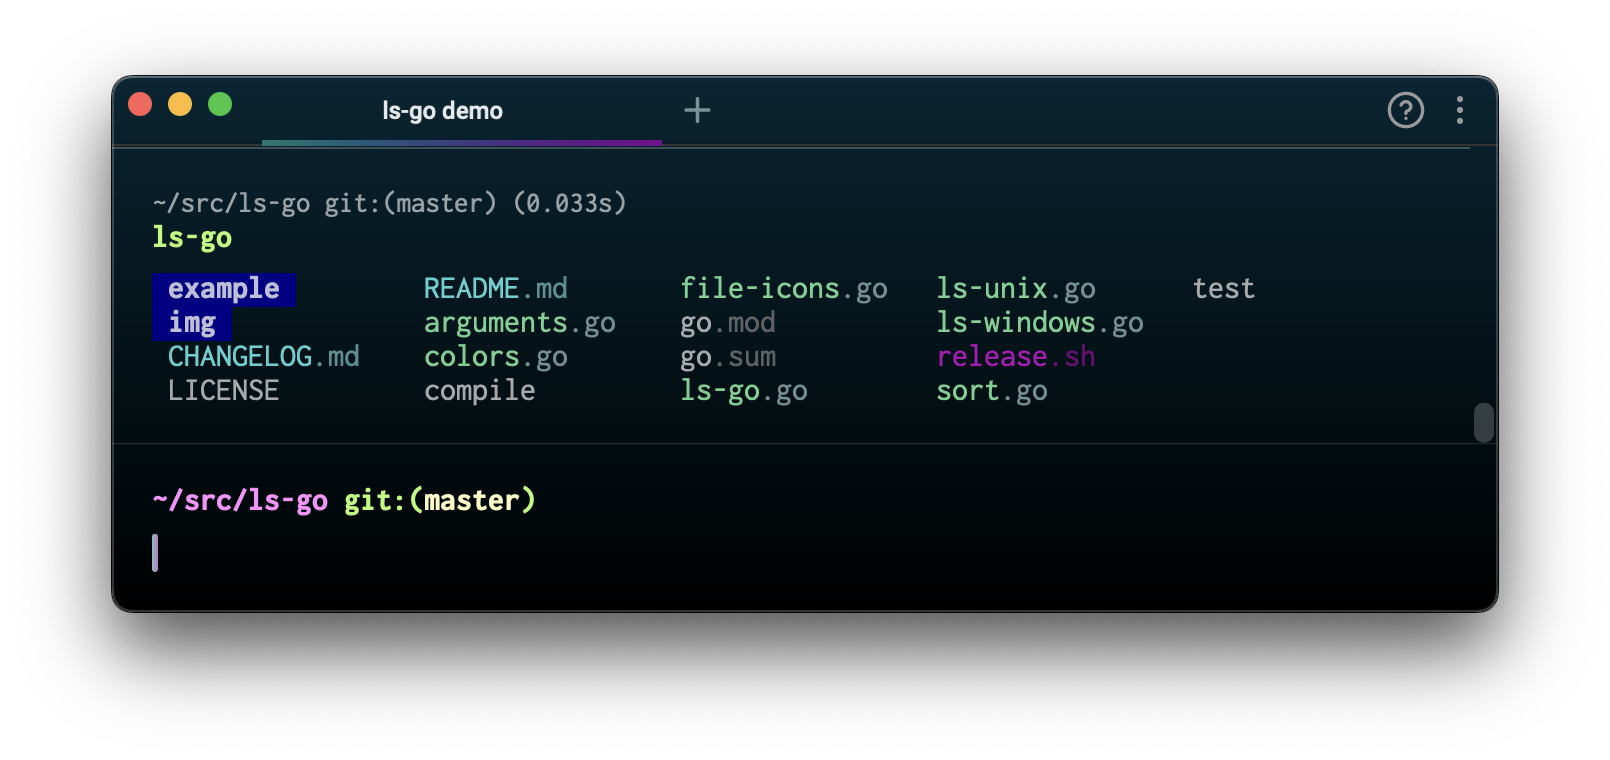 ls-go demo
~/src/ls-go git:(master) (0.033s)
ls-go
example README.md file-icons.go ls-unix.go test
img arguments.go go.mod ls-windows.go
CHANGELOG.md colors.go go.sum release.sh
LICENSE compile ls-go.go sort.go
~/src/ls-go git:(master)